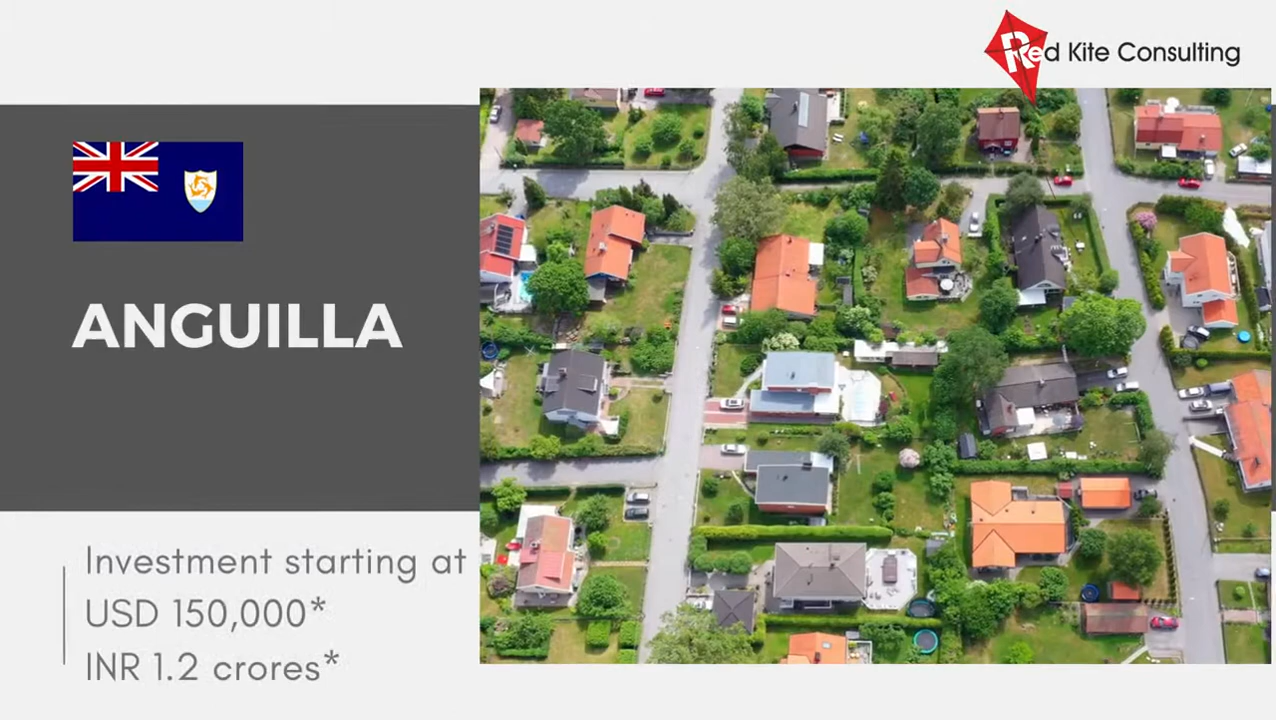 Red Kite Consulting
ANGUILLA
Investment starting at
USD 150,000*
INR 1.2 crores*